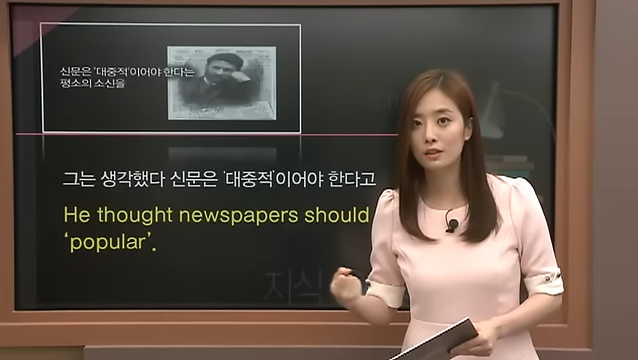 신문은 '대중적'이어야 한다는
평소의 소신을
그는 생각했다 신문은 '대중적'이어야 한다고
He thought newspapers should
'popular'.
지식